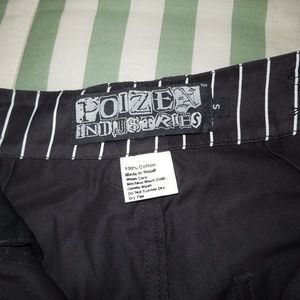 POIZEN
INDUSTRIES
™
S
100% Cotton
Made in Nepal
Wash Care
Machine Wash Cold
Gentle Wash
Do Not Tumble Dry
Dry Flat